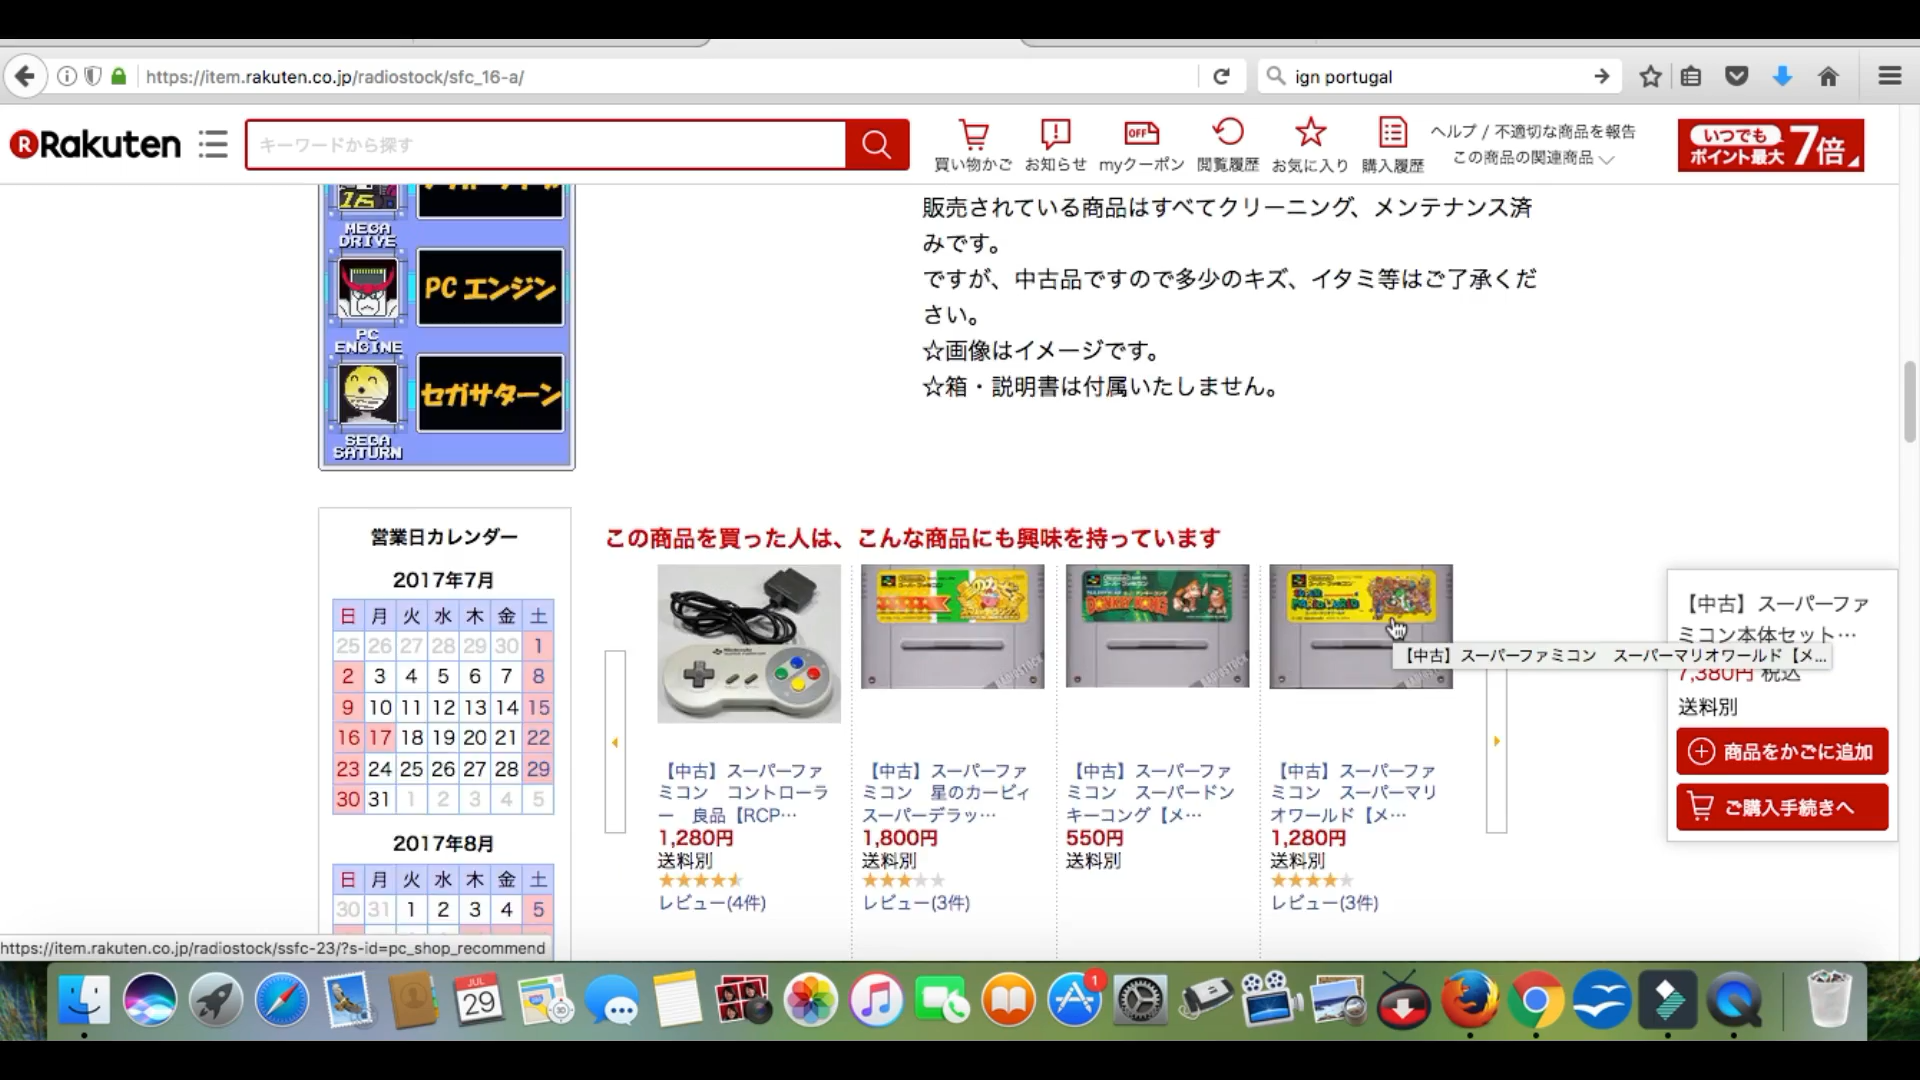 https://item.rakuten.co.jp/radiostock/sfc_16-a/
ign portugal
Rakuten
キーワードから探す
買い物かご
お知らせ
myクーポン
OFF
閲覧履歴
お気に入り
購入履歴
ヘルプ / 不適切な商品を報告
この商品の関連商品
いつでも
ポイント最大 7倍
MEGA
DRIVE
PCエンジン
PC
ENGINE
セガサターン
SEGA
SATURN
販売されている商品はすべてクリーニング、メンテナンス済
みです。
ですが、中古品ですので多少のキズ、イタミ等はご了承くだ
さい。
☆画像はイメージです。
☆箱・説明書は付属いたしません。
営業日カレンダー
2017年7月
日 月 火 水 木 金 土
25 26 27 28 29 30 1
2 3 4 5 6 7 8
9 10 11 12 13 14 15
16 17 18 19 20 21 22
23 24 25 26 27 28 29
30 31 1 2 3 4 5
2017年8月
日 月 火 水 木 金 土
30 31 1 2 3 4 5
この商品を買った人は、こんな商品にも興味を持っています
【中古】スーパーファ
ミコン コントローラ
ー 良品【RCP…
1,280円
送料別
レビュー(4件)
【中古】スーパーファ
ミコン 星のカービィ
スーパーデラッ…
1,800円
送料別
レビュー(3件)
DONKEY KONG
【中古】スーパーファ
ミコン スーパードン
キーコング【メ…
550円
送料別
【中古】スーパーファ
ミコン スーパーマリ
オワールド【メ…
1,280円
送料別
レビュー(3件)
【中古】スーパーファミコン スーパーマリオワールド【メ...
【中古】スーパーファ
ミコン本体セット…
7,380円 税込
送料別
商品をかごに追加
ご購入手続きへ
https://item.rakuten.co.jp/radiostock/ssfc-23/?s-id=pc_shop_recommend
JUL
29
1